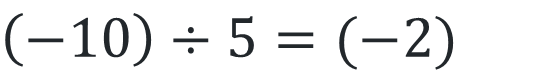 (−10) ÷ 5 = (−2)